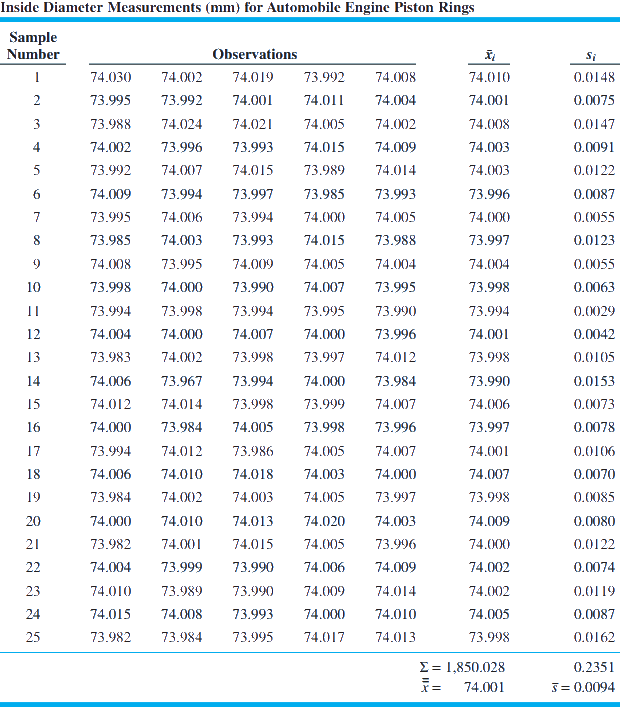 Inside Diameter Measurements (mm) for Automobile Engine Piston Rings
Sample
Number Observations x̄i si
1 74.030 74.002 74.019 73.992 74.008 74.010 0.0148
2 73.995 73.992 74.001 74.011 74.004 74.001 0.0075
3 73.988 74.024 74.021 74.005 74.002 74.008 0.0147
4 74.002 73.996 73.993 74.015 74.009 74.003 0.0091
5 73.992 74.007 74.015 73.989 74.014 74.003 0.0122
6 74.009 73.994 73.997 73.985 73.993 73.996 0.0087
7 73.995 74.006 73.994 74.000 74.005 74.000 0.0055
8 73.985 74.003 73.993 74.015 73.988 73.997 0.0123
9 74.008 73.995 74.009 74.005 74.004 74.004 0.0055
10 73.998 74.000 73.990 74.007 73.995 73.998 0.0063
11 73.994 73.998 73.994 73.995 73.990 73.994 0.0029
12 74.004 74.000 74.007 74.000 73.996 74.001 0.0042
13 73.983 74.002 73.998 73.997 74.012 73.998 0.0105
14 74.006 73.967 73.994 74.000 73.984 73.990 0.0153
15 74.012 74.014 73.998 73.999 74.007 74.006 0.0073
16 74.000 73.984 74.005 73.998 73.996 73.997 0.0078
17 73.994 74.012 73.986 74.005 74.007 74.001 0.0106
18 74.006 74.010 74.018 74.003 74.000 74.007 0.0070
19 73.984 74.002 74.003 74.005 73.997 73.998 0.0085
20 74.000 74.010 74.013 74.020 74.003 74.009 0.0080
21 73.982 74.001 74.015 74.005 73.996 74.000 0.0122
22 74.004 73.999 73.990 74.006 74.009 74.002 0.0074
23 74.010 73.989 73.990 74.009 74.014 74.002 0.0119
24 74.015 74.008 73.993 74.000 74.010 74.005 0.0087
25 73.982 73.984 73.995 74.017 74.013 73.998 0.0162
Σ = 1,850.028 0.2351
x̿ = 74.001 s̄ = 0.0094